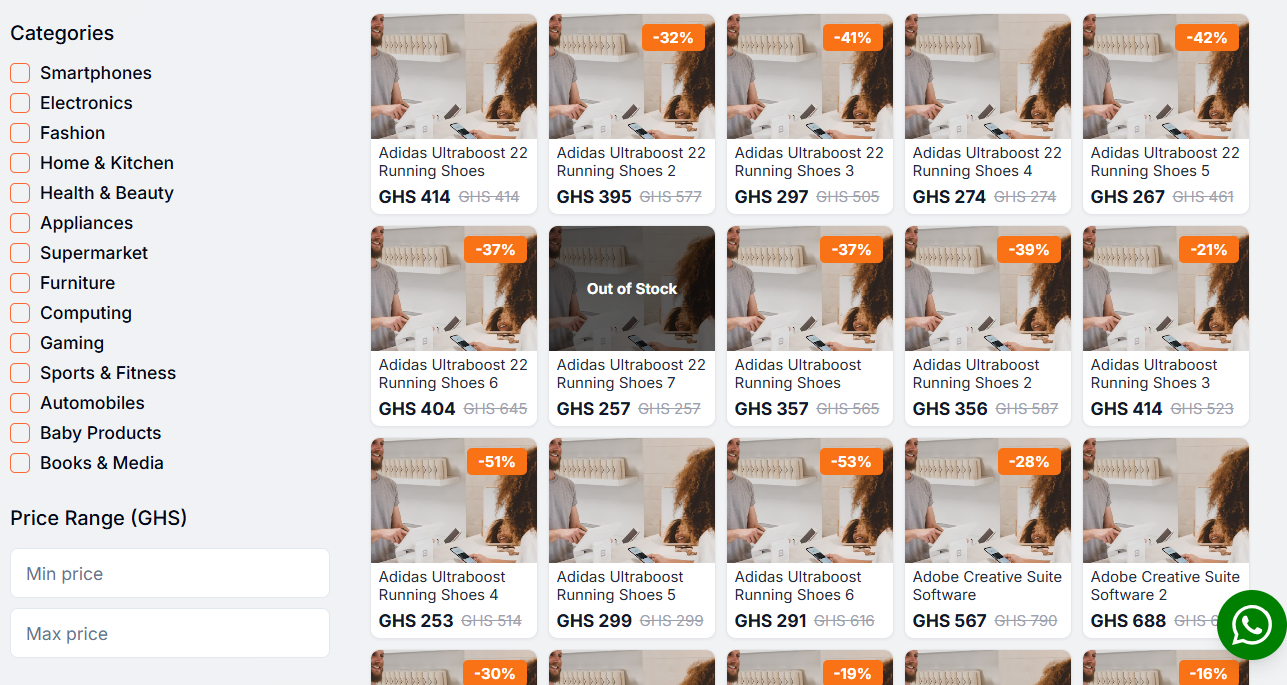 Categories
Smartphones
Electronics
Fashion
Home & Kitchen
Health & Beauty
Appliances
Supermarket
Furniture
Computing
Gaming
Sports & Fitness
Automobiles
Baby Products
Books & Media
Price Range (GHS)
Min price
Max price
Adidas Ultraboost 22
Running Shoes
GHS 414 GHS 414
-32%
Adidas Ultraboost 22
Running Shoes 2
GHS 395 GHS 577
-41%
Adidas Ultraboost 22
Running Shoes 3
GHS 297 GHS 505
Adidas Ultraboost 22
Running Shoes 4
GHS 274 GHS 274
-42%
Adidas Ultraboost 22
Running Shoes 5
GHS 267 GHS 461
-37%
Adidas Ultraboost 22
Running Shoes 6
GHS 404 GHS 645
Out of Stock
Adidas Ultraboost 22
Running Shoes 7
GHS 257 GHS 257
-37%
Adidas Ultraboost
Running Shoes
GHS 357 GHS 565
-39%
Adidas Ultraboost
Running Shoes 2
GHS 356 GHS 587
-21%
Adidas Ultraboost
Running Shoes 3
GHS 414 GHS 523
-51%
Adidas Ultraboost
Running Shoes 4
GHS 253 GHS 514
Adidas Ultraboost
Running Shoes 5
GHS 299 GHS 299
-53%
Adidas Ultraboost
Running Shoes 6
GHS 291 GHS 616
-28%
Adobe Creative Suite
Software
GHS 567 GHS 790
Adobe Creative Suite
Software 2
GHS 688 GHS
-30%
-19%
-16%